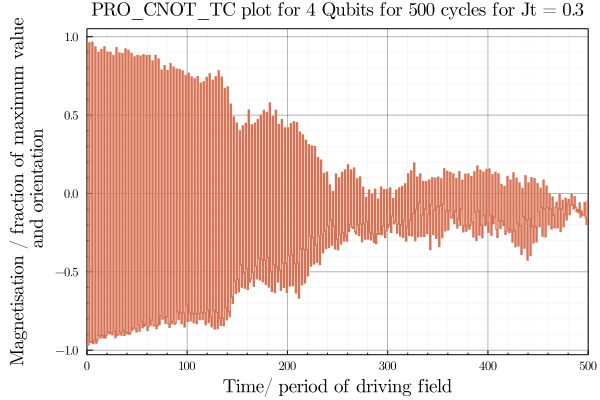 PRO_CNOT_TC plot for 4 Qubits for 500 cycles for Jt = 0.3
Magnetisation / fraction of maximum value
and orientation
1.0
0.5
0.0
−0.5
−1.0
0 100 200 300 400 500
Time/ period of driving field